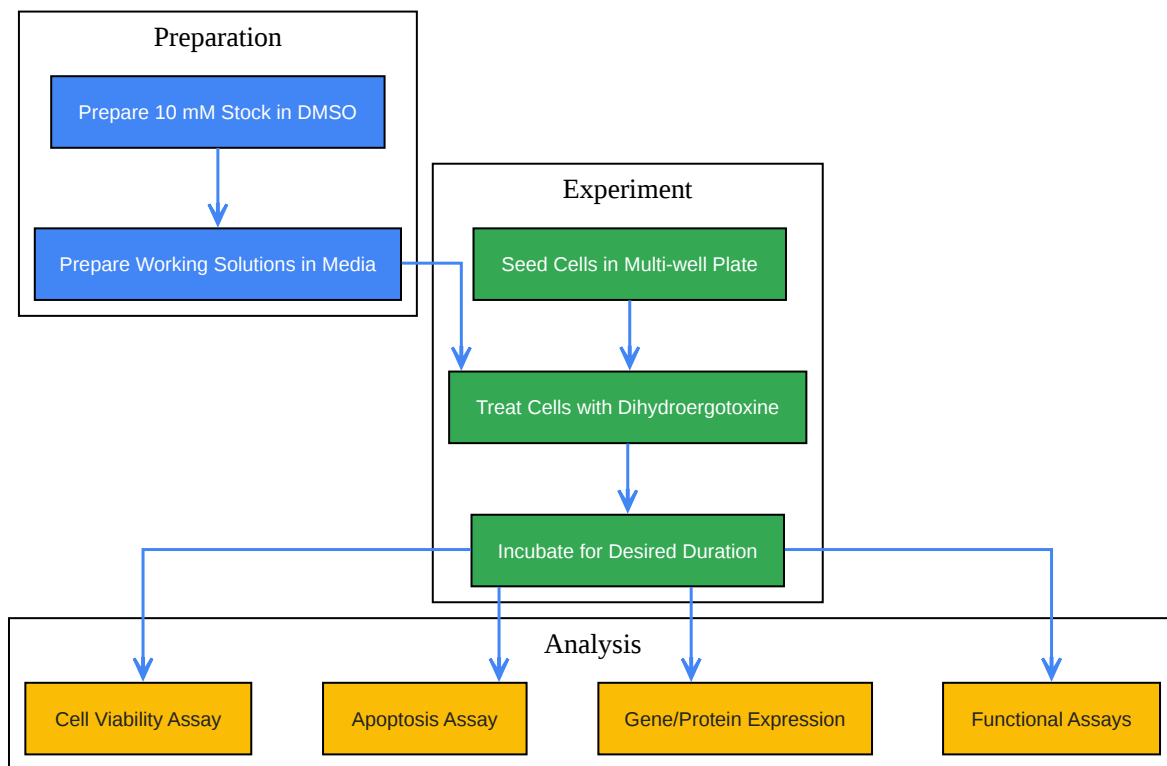 Preparation
Prepare 10 mM Stock in DMSO
Prepare Working Solutions in Media
Experiment
Seed Cells in Multi-well Plate
Treat Cells with Dihydroergotoxine
Incubate for Desired Duration
Analysis
Cell Viability Assay
Apoptosis Assay
Gene/Protein Expression
Functional Assays